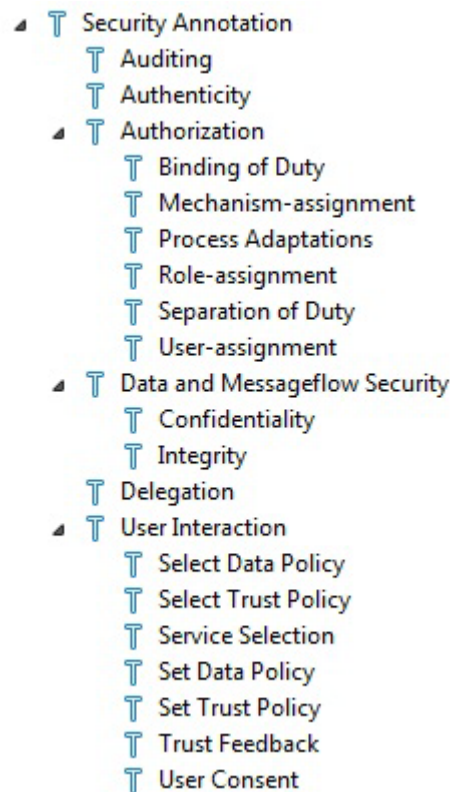 Security Annotation
Auditing
Authenticity
Authorization
Binding of Duty
Mechanism-assignment
Process Adaptations
Role-assignment
Separation of Duty
User-assignment
Data and Messageflow Security
Confidentiality
Integrity
Delegation
User Interaction
Select Data Policy
Select Trust Policy
Service Selection
Set Data Policy
Set Trust Policy
Trust Feedback
User Consent